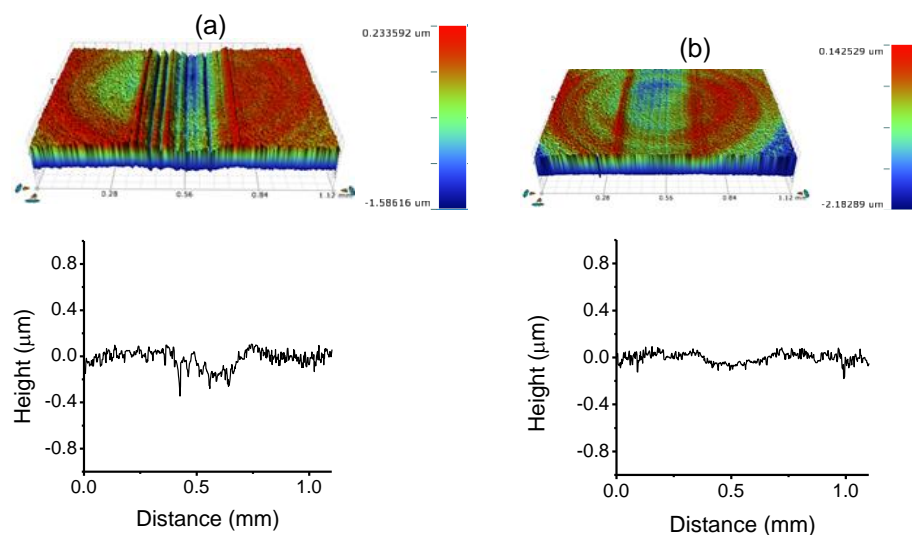 (a)
0.233592 um
-1.58616 um
0.28
0.56
0.84
1.12 mm
(b)
0.142529 um
-2.18289 um
0.28
0.56
0.84
1.12 mm
Height (μm)
0.8
0.4
0.0
-0.4
-0.8
0.0 0.5 1.0
Distance (mm)
Height (μm)
0.8
0.4
0.0
-0.4
-0.8
0.0 0.5 1.0
Distance (mm)